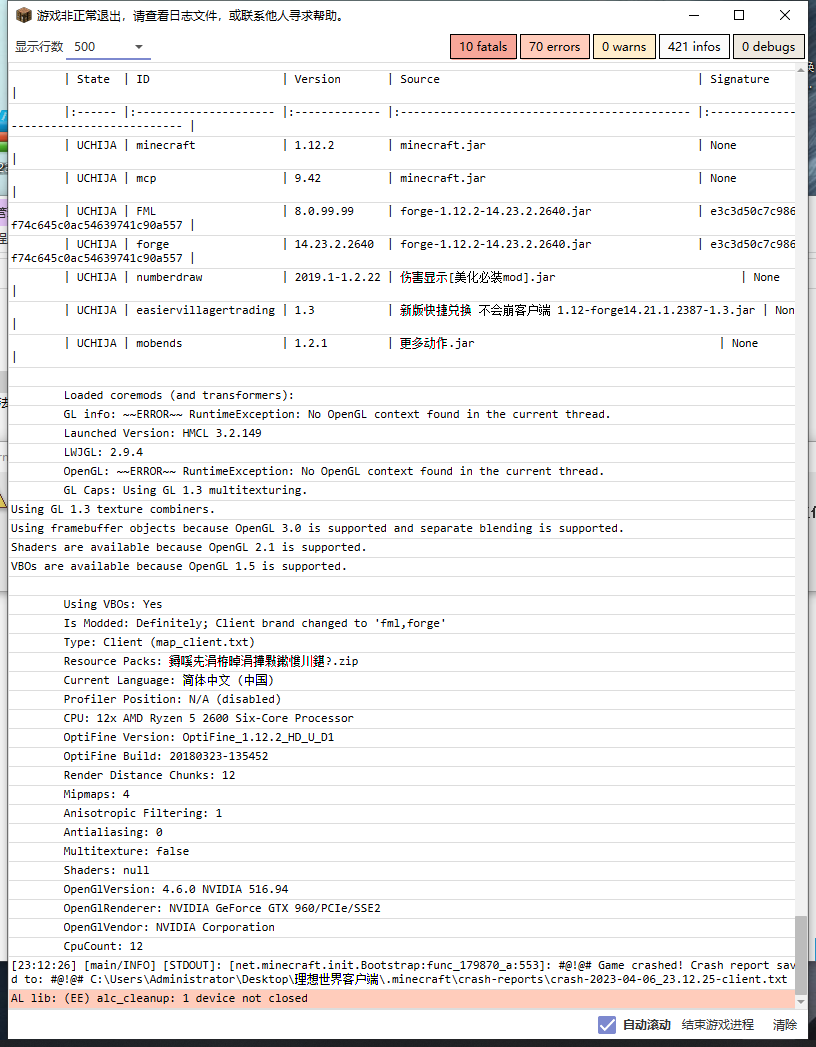 游戏非正常退出，请查看日志文件，或联系他人寻求帮助。
显示行数 500 10 fatals 70 errors 0 warns 421 infos 0 debugs
| State | ID | Version | Source | Signature
|
|:------ |:--------------------- |:------------- |:-------------------------------------------- |:-------------
-------------------------- |
| UCHIJA | minecraft | 1.12.2 | minecraft.jar | None
|
| UCHIJA | mcp | 9.42 | minecraft.jar | None
|
| UCHIJA | FML | 8.0.99.99 | forge-1.12.2-14.23.2.2640.jar | e3c3d50c7c986
f74c645c0ac54639741c90a557 |
| UCHIJA | forge | 14.23.2.2640 | forge-1.12.2-14.23.2.2640.jar | e3c3d50c7c986
f74c645c0ac54639741c90a557 |
| UCHIJA | numberdraw | 2019.1-1.2.22 | 伤害显示[美化必装mod].jar | None
|
| UCHIJA | easiervillagertrading | 1.3 | 新版快捷兑换 不会崩客户端 1.12-forge14.21.1.2387-1.3.jar | Non
|
| UCHIJA | mobends | 1.2.1 | 更多动作.jar | None
|
Loaded coremods (and transformers):
GL info: ~~ERROR~~ RuntimeException: No OpenGL context found in the current thread.
Launched Version: HMCL 3.2.149
LWJGL: 2.9.4
OpenGL: ~~ERROR~~ RuntimeException: No OpenGL context found in the current thread.
GL Caps: Using GL 1.3 multitexturing.
Using GL 1.3 texture combiners.
Using framebuffer objects because OpenGL 3.0 is supported and separate blending is supported.
Shaders are available because OpenGL 2.1 is supported.
VBOs are available because OpenGL 1.5 is supported.
Using VBOs: Yes
Is Modded: Definitely; Client brand changed to 'fml,forge'
Type: Client (map_client.txt)
Resource Packs: ?.zip
Current Language: 简体中文 (中国)
Profiler Position: N/A (disabled)
CPU: 12x AMD Ryzen 5 2600 Six-Core Processor
OptiFine Version: OptiFine_1.12.2_HD_U_D1
OptiFine Build: 20180323-135452
Render Distance Chunks: 12
Mipmaps: 4
Anisotropic Filtering: 1
Antialiasing: 0
Multitexture: false
Shaders: null
OpenGlVersion: 4.6.0 NVIDIA 516.94
OpenGlRenderer: NVIDIA GeForce GTX 960/PCIe/SSE2
OpenGlVendor: NVIDIA Corporation
CpuCount: 12
[23:12:26] [main/INFO] [STDOUT]: [net.minecraft.init.Bootstrap:func_179870_a:553]: #@!@# Game crashed! Crash report save
d to: #@!@# C:\Users\Administrator\Desktop\理想世界客户端\.minecraft\crash-reports\crash-2023-04-06_23.12.25-client.txt
AL lib: (EE) alc_cleanup: 1 device not closed
自动滚动 结束游戏进程 清除